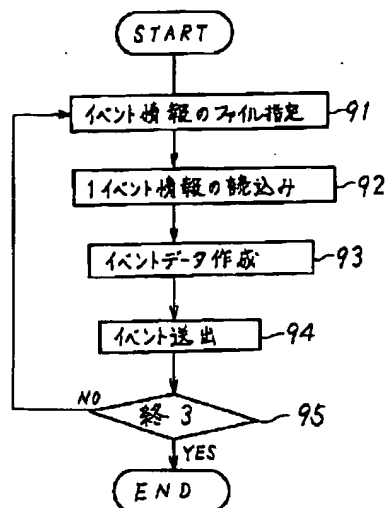 START
イベント情報のファイル指定 91
1イベント情報の読込み 92
イベントデータ作成 93
イベント送出 94
NO 終了 95
YES
END